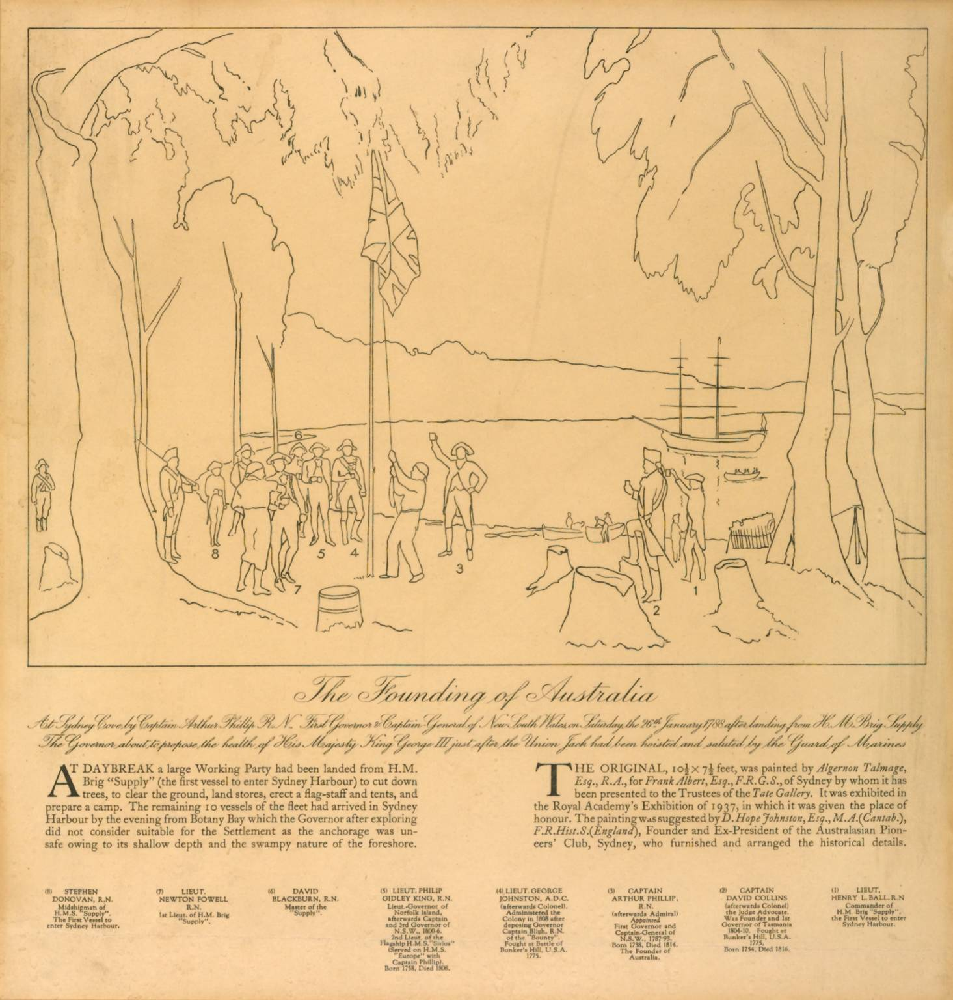 6
8
5
4
3
7
1
2
The Founding of Australia
At Sydney Cove, by Captain Arthur Phillip R.N. First Governor & Captain-General of New South Wales, on Saturday, the 26th January 1788 after landing from H.M. Brig Supply
The Governor about to propose the health of His Majesty King George III just after the Union Jack had been hoisted and saluted by the Guard of Marines
AT DAYBREAK a large Working Party had been landed from H.M.
Brig "Supply" (the first vessel to enter Sydney Harbour) to cut down
trees, to clear the ground, land stores, erect a flag-staff and tents, and
prepare a camp. The remaining 10 vessels of the fleet had arrived in Sydney
Harbour by the evening from Botany Bay which the Governor after exploring
did not consider suitable for the Settlement as the anchorage was un-
safe owing to its shallow depth and the swampy nature of the foreshore.
THE ORIGINAL, 10½ × 7½ feet, was painted by Algernon Talmage,
Esq., R.A., for Frank Albert, Esq., F.R.G.S., of Sydney by whom it has
been presented to the Trustees of the Tate Gallery. It was exhibited in
the Royal Academy's Exhibition of 1937, in which it was given the place of
honour. The painting was suggested by D. Hope Johnston, Esq., M.A.(Cantab.),
F.R.Hist.S.(England), Founder and Ex-President of the Australasian Pion-
eers' Club, Sydney, who furnished and arranged the historical details.
(8) STEPHEN
DONOVAN, R.N.
Midshipman of
H.M.S. "Supply".
The First Vessel to
enter Sydney Harbour.
(7) LIEUT.
NEWTON FOWELL
R.N.
1st Lieut. of H.M. Brig
"Supply".
(6) DAVID
BLACKBURN, R.N.
Master of the
"Supply".
(5) LIEUT. PHILIP
GIDLEY KING, R.N.
Lieut.-Governor of
Norfolk Island,
afterwards Captain
and 3rd Governor of
N.S.W., 1800-6.
2nd Lieut. of the
Flagship H.M.S. "Sirius"
(Served on H.M.S.
"Europe" with
Captain Phillip).
Born 1758, Died 1808.
(4) LIEUT. GEORGE
JOHNSTON, A.D.C.
(afterwards Colonel).
Administered the
Colony in 1808 after
deposing Governor
Captain Bligh, R.N.
of the "Bounty".
Fought at Battle of
Bunker's Hill, U.S.A.
1775.
(3) CAPTAIN
ARTHUR PHILLIP,
R.N.
(afterwards Admiral)
Appointed
First Governor and
Captain-General of
N.S.W., 1787-93.
Born 1738, Died 1814.
The Founder of
Australia.
(2) CAPTAIN
DAVID COLLINS
(afterwards Colonel)
the Judge Advocate.
Was Founder and 1st
Governor of Tasmania
1804-10. Fought at
Bunker's Hill, U.S.A.
1775.
Born 1754, Died 1816.
(1) LIEUT.
HENRY L. BALL, R.N
Commander of
H.M. Brig "Supply",
the First Vessel to enter
Sydney Harbour.